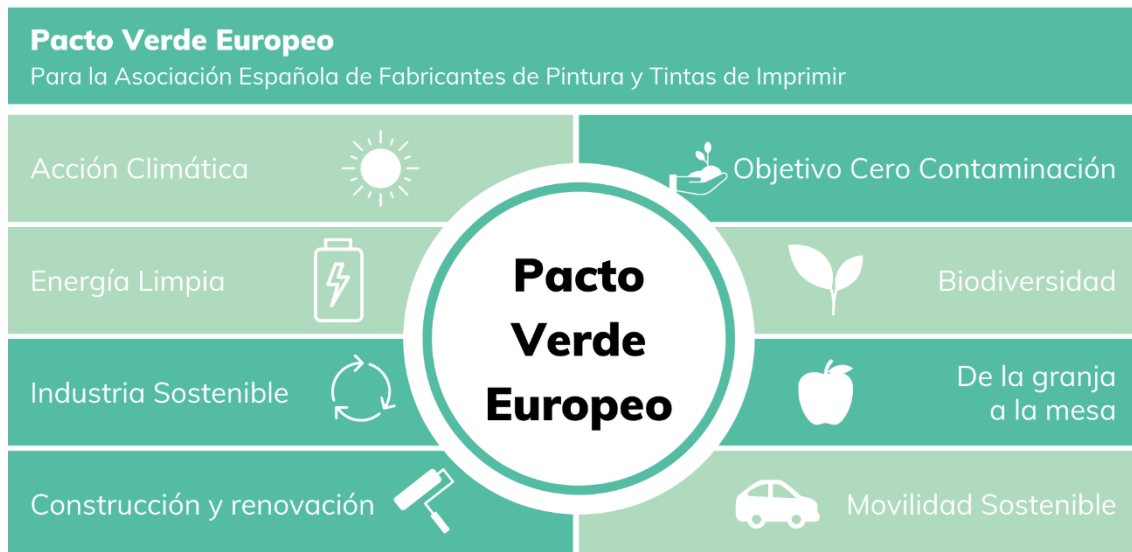 Pacto Verde Europeo
Para la Asociación Española de Fabricantes de Pintura y Tintas de Imprimir
Acción Climática
Objetivo Cero Contaminación
Energía Limpia
Biodiversidad
Industria Sostenible
De la granja
a la mesa
Construcción y renovación
Movilidad Sostenible
Pacto
Verde
Europeo